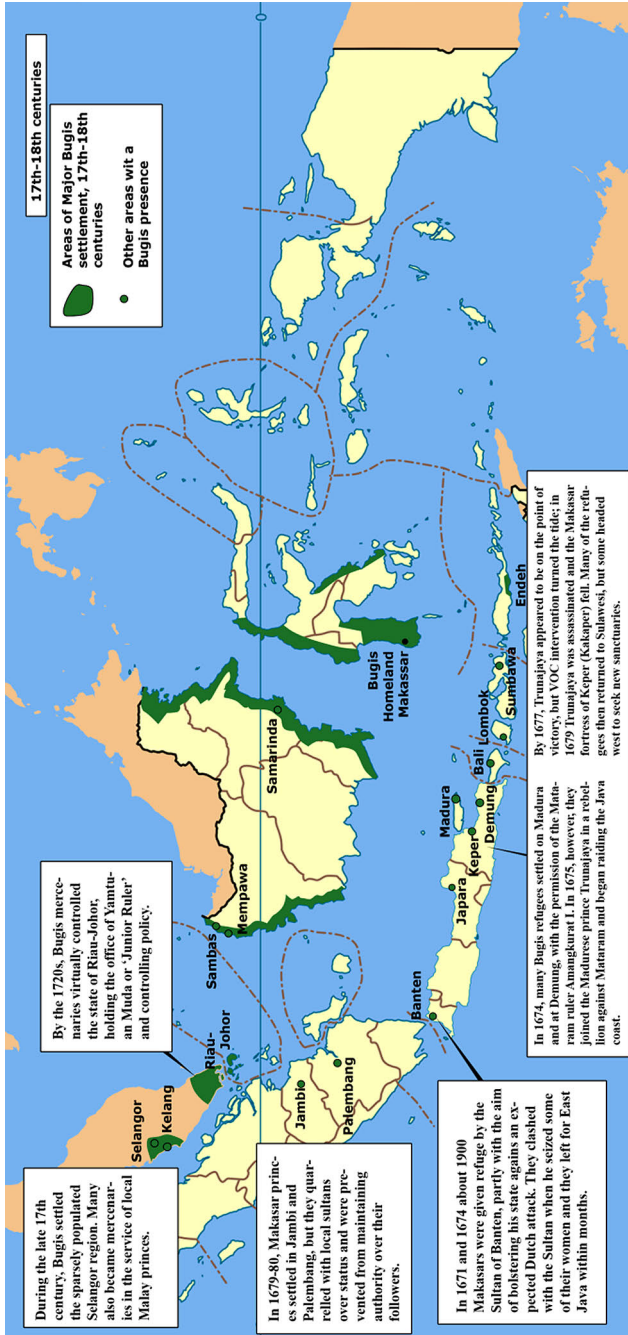 17th-18th centuries
Areas of Major Bugis
settlement, 17th-18th
centuries
Other areas wit a
Bugis presence
0
During the late 17th
century, Bugis settled
the sparsely populated
Selangor region. Many
also became mercenar-
ies in the service of local
Malay princes.
By the 1720s, Bugis merce-
naries virtually controlled
the state of Riau-Johor,
holding the office of Yamtu-
an Muda or 'Junior Ruler'
and controlling policy.
Selangor
Kelang
Riau-
Johor
Sambas
Mempawa
Samarinda
Bugis
Homeland
Makassar
Jambi
Palembang
Banten
Japara
Keper
Madura
Demung
Bali
Lombok
Sumbawa
Endeh
In 1679-80, Makasar princ-
es settled in Jambi and
Palembang, but they quar-
relled with local sultans
over status and were pre-
vented from maintaining
authority over their
followers.
In 1671 and 1674 about 1900
Makasars were given refuge by the
Sultan of Banten, partly with the aim
of bolstering his state agains an ex-
pected Dutch attack. They clashed
with the Sultan when he seized some
of their women and they left for East
Java within months.
In 1674, many Bugis refugees settled on Madura
and at Demung, with the permission of the Mata-
ram ruler Amangkurat I. In 1675, however, they
joined the Madurese prince Trunajaya in a rebel-
lion against Mataram and began raiding the Java
coast.
By 1677, Trunajaya appeared to be on the point of
victory, but VOC intervention turned the tide; in
1679 Trunajaya was assassinated and the Makasar
fortress of Keper (Kakaper) fell. Many of the refu-
gees then returned to Sulawesi, but some headed
west to seek new sanctuaries.